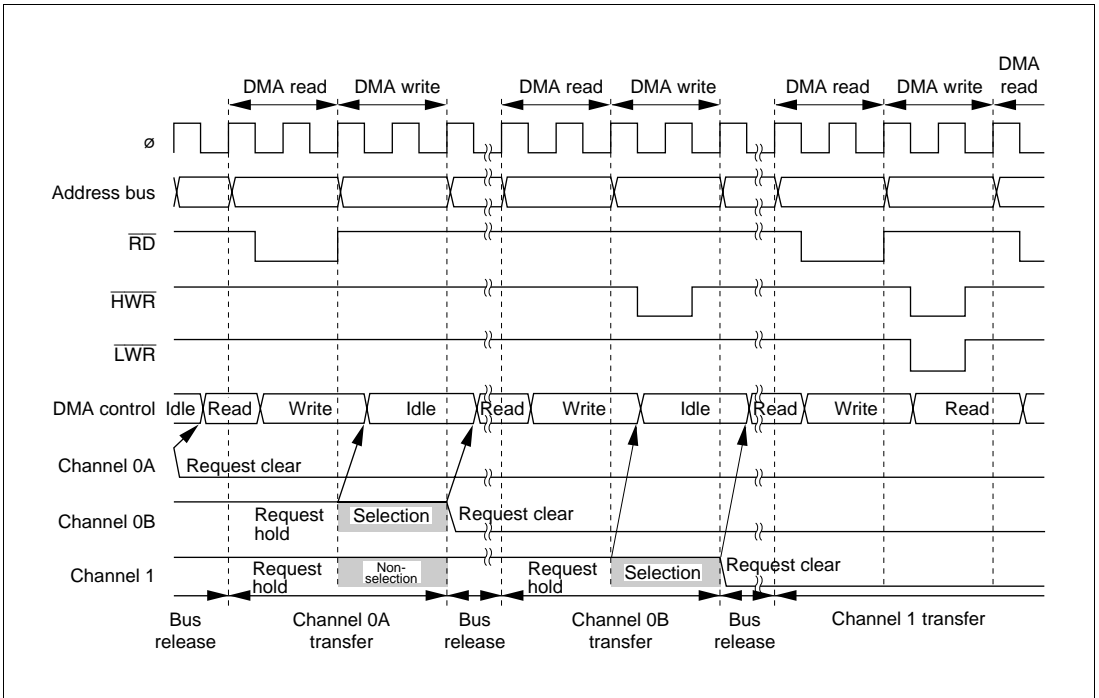 DMA read DMA write DMA read DMA write DMA read DMA write DMA read
ø
Address bus
RD
HWR
LWR
DMA control Idle Read Write Idle Read Write Idle Read Write Read
Channel 0A Request clear
Channel 0B Request hold Selection Request clear
Channel 1 Request hold Non-selection Request hold Selection Request clear
Bus release Channel 0A transfer Bus release Channel 0B transfer Bus release Channel 1 transfer